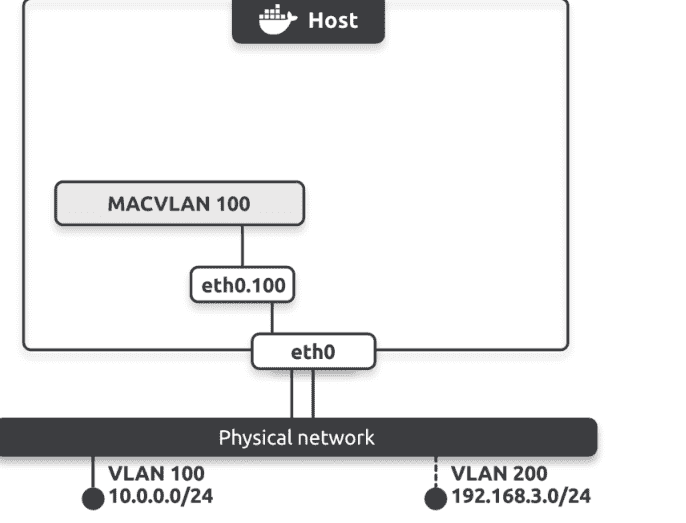 Host
MACVLAN 100
eth0.100
eth0
Physical network
VLAN 100
10.0.0.0/24
VLAN 200
192.168.3.0/24